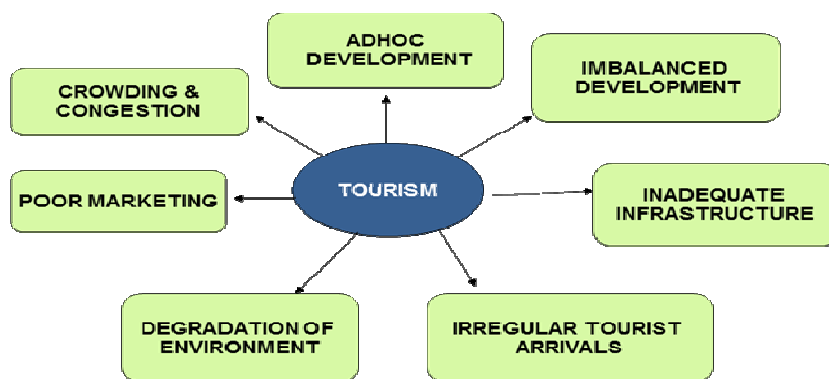 ADHOC
DEVELOPMENT
IMBALANCED
DEVELOPMENT
CROWDING &
CONGESTION
TOURISM
POOR MARKETING
INADEQUATE
INFRASTRUCTURE
DEGRADATION OF
ENVIRONMENT
IRREGULAR TOURIST
ARRIVALS